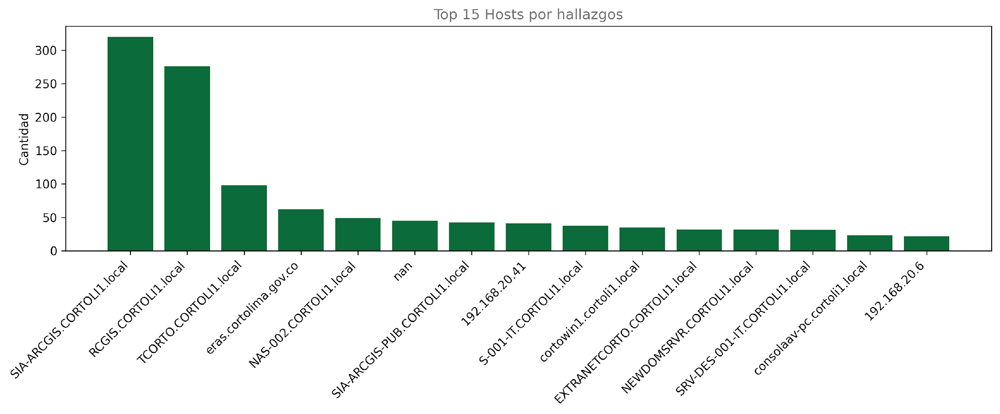 Top 15 Hosts por hallazgos
Cantidad
300
250
200
150
100
50
0
SIA-ARCGIS.CORTOLI1.local
RCGIS.CORTOLI1.local
TCORTO.CORTOLI1.local
eras.cortolima.gov.co
NAS-002.CORTOLI1.local
nan
SIA-ARCGIS-PUB.CORTOLI1.local
192.168.20.41
S-001-IT.CORTOLI1.local
cortowin1.cortoli1.local
EXTRANETCORTO.CORTOLI1.local
NEWDOMSRVR.CORTOLI1.local
SRV-DES-001-IT.CORTOLI1.local
consolaav-pc.cortoli1.local
192.168.20.6